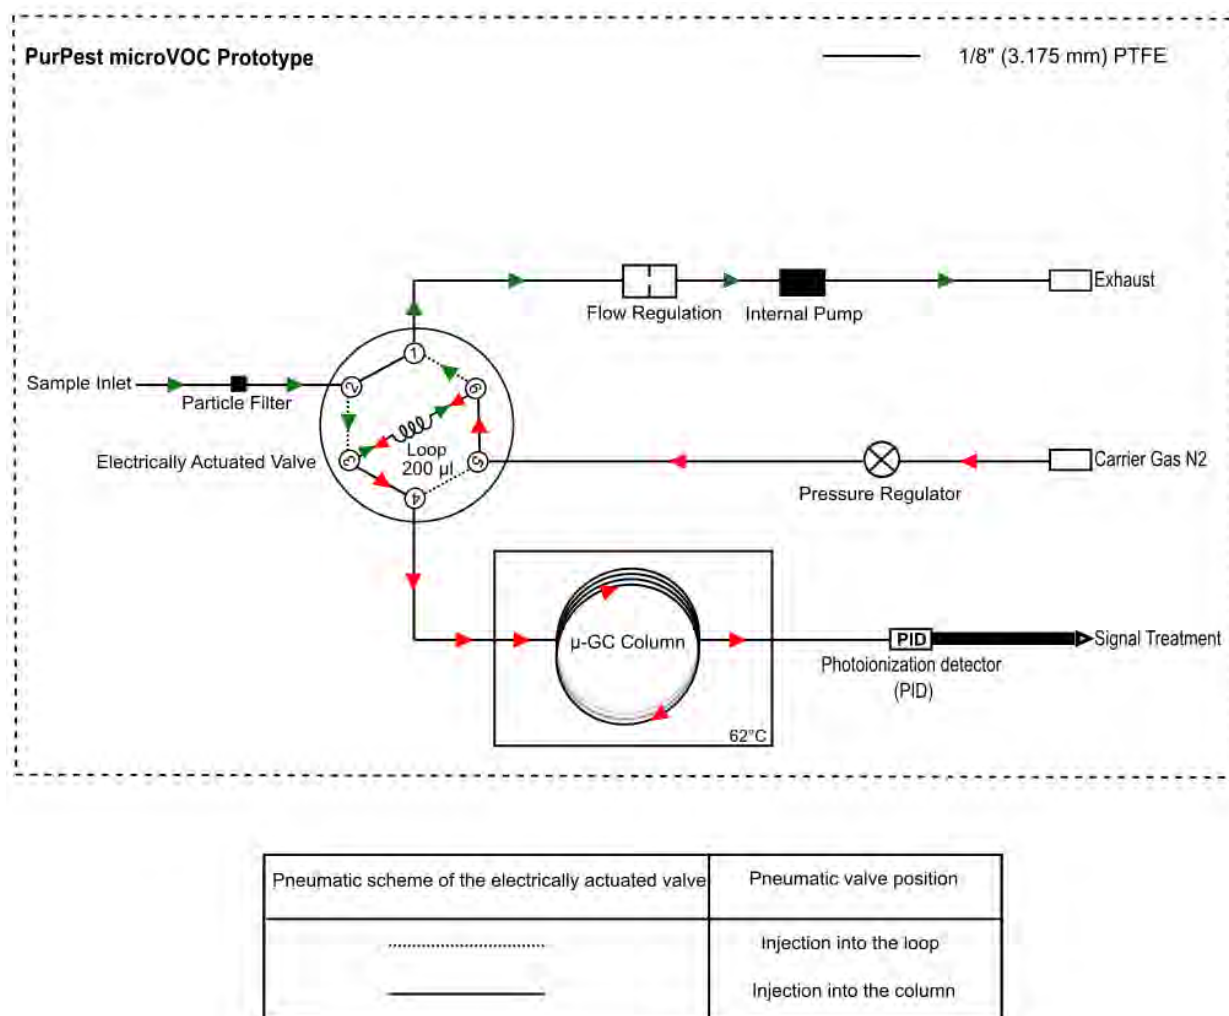 PurPest microVOC Prototype
1/8" (3.175 mm) PTFE
Exhaust
Flow Regulation
Internal Pump
1
Sample Inlet
2
6
Particle Filter
Loop
200 µl
Electrically Actuated Valve
3
5
Carrier Gas N2
Pressure Regulator
4
µ-GC Column
PID
Signal Treatment
Photoionization detector
(PID)
62°C
Pneumatic scheme of the electrically actuated valve
Pneumatic valve position
Injection into the loop
Injection into the column